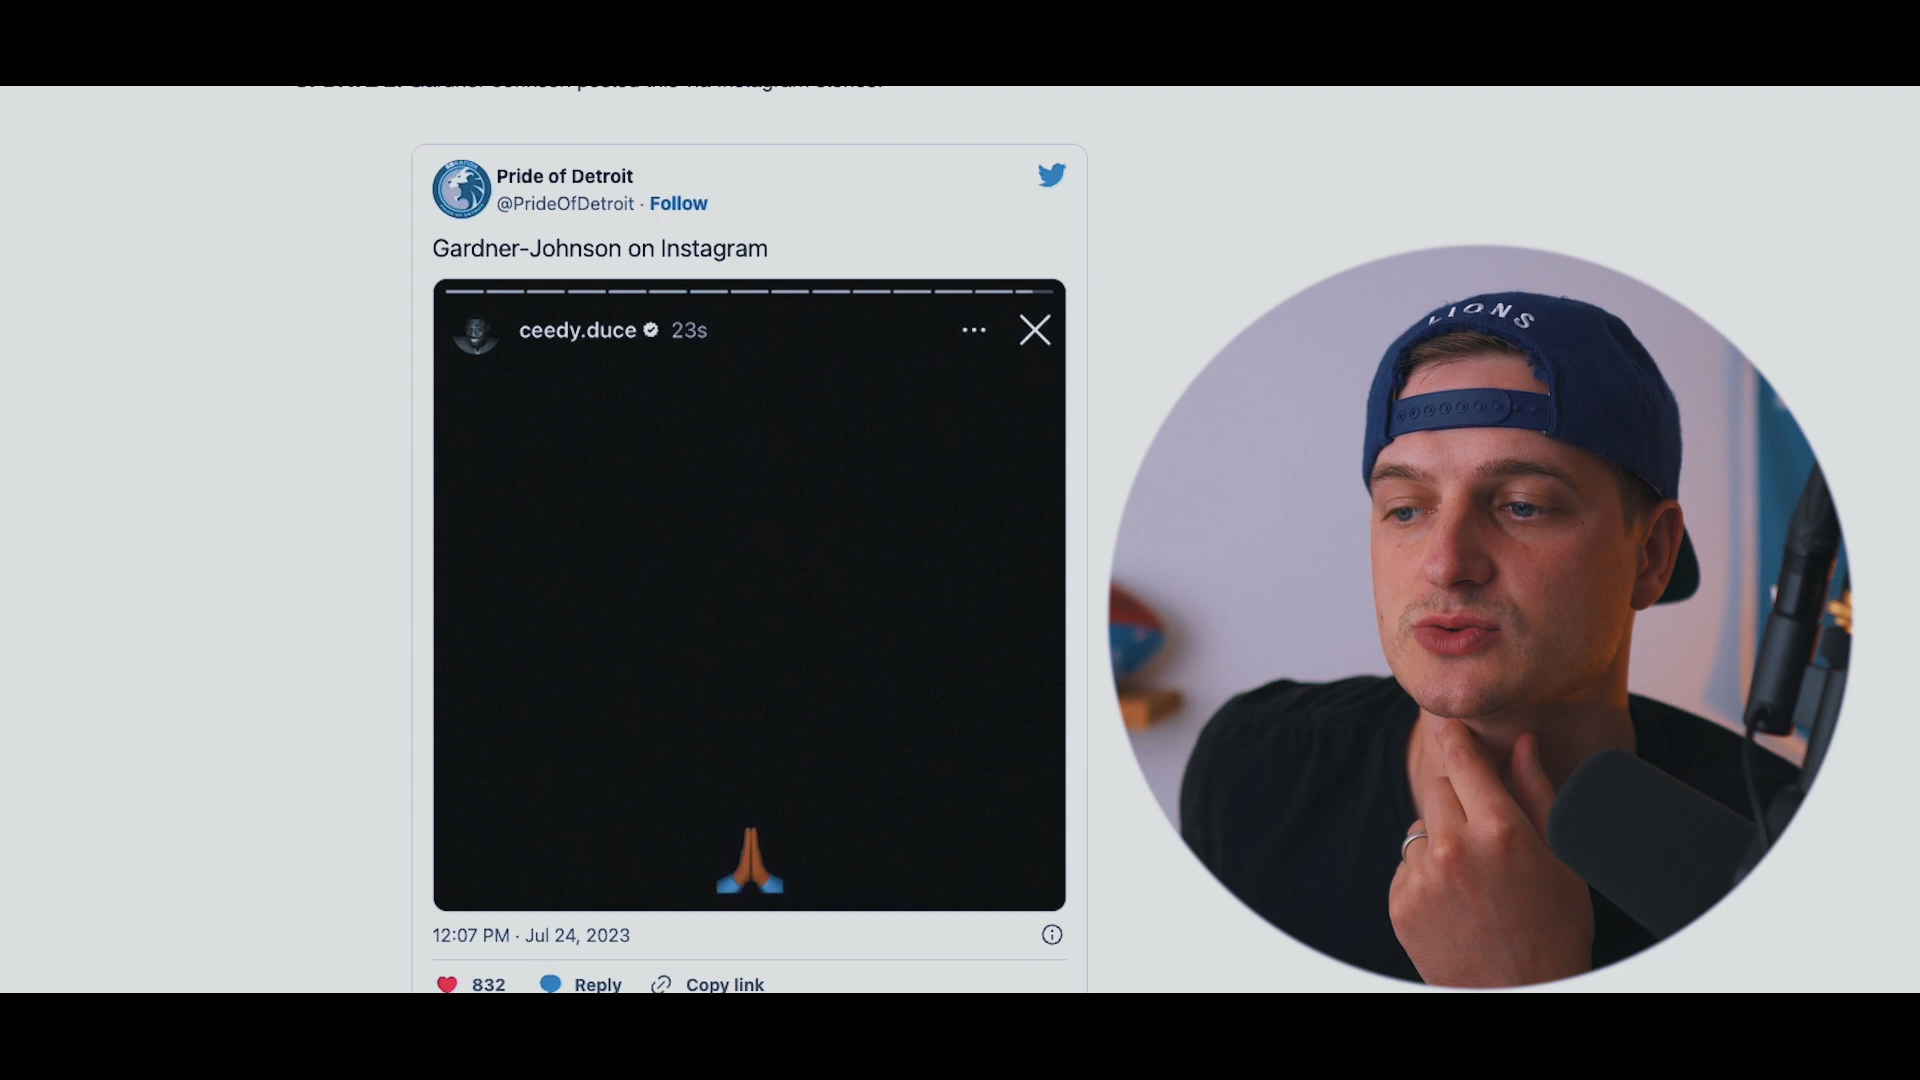 Pride of Detroit
@PrideOfDetroit · Follow
Gardner-Johnson on Instagram
ceedy.duce 23s
12:07 PM · Jul 24, 2023
832 Reply Copy link
LIONS